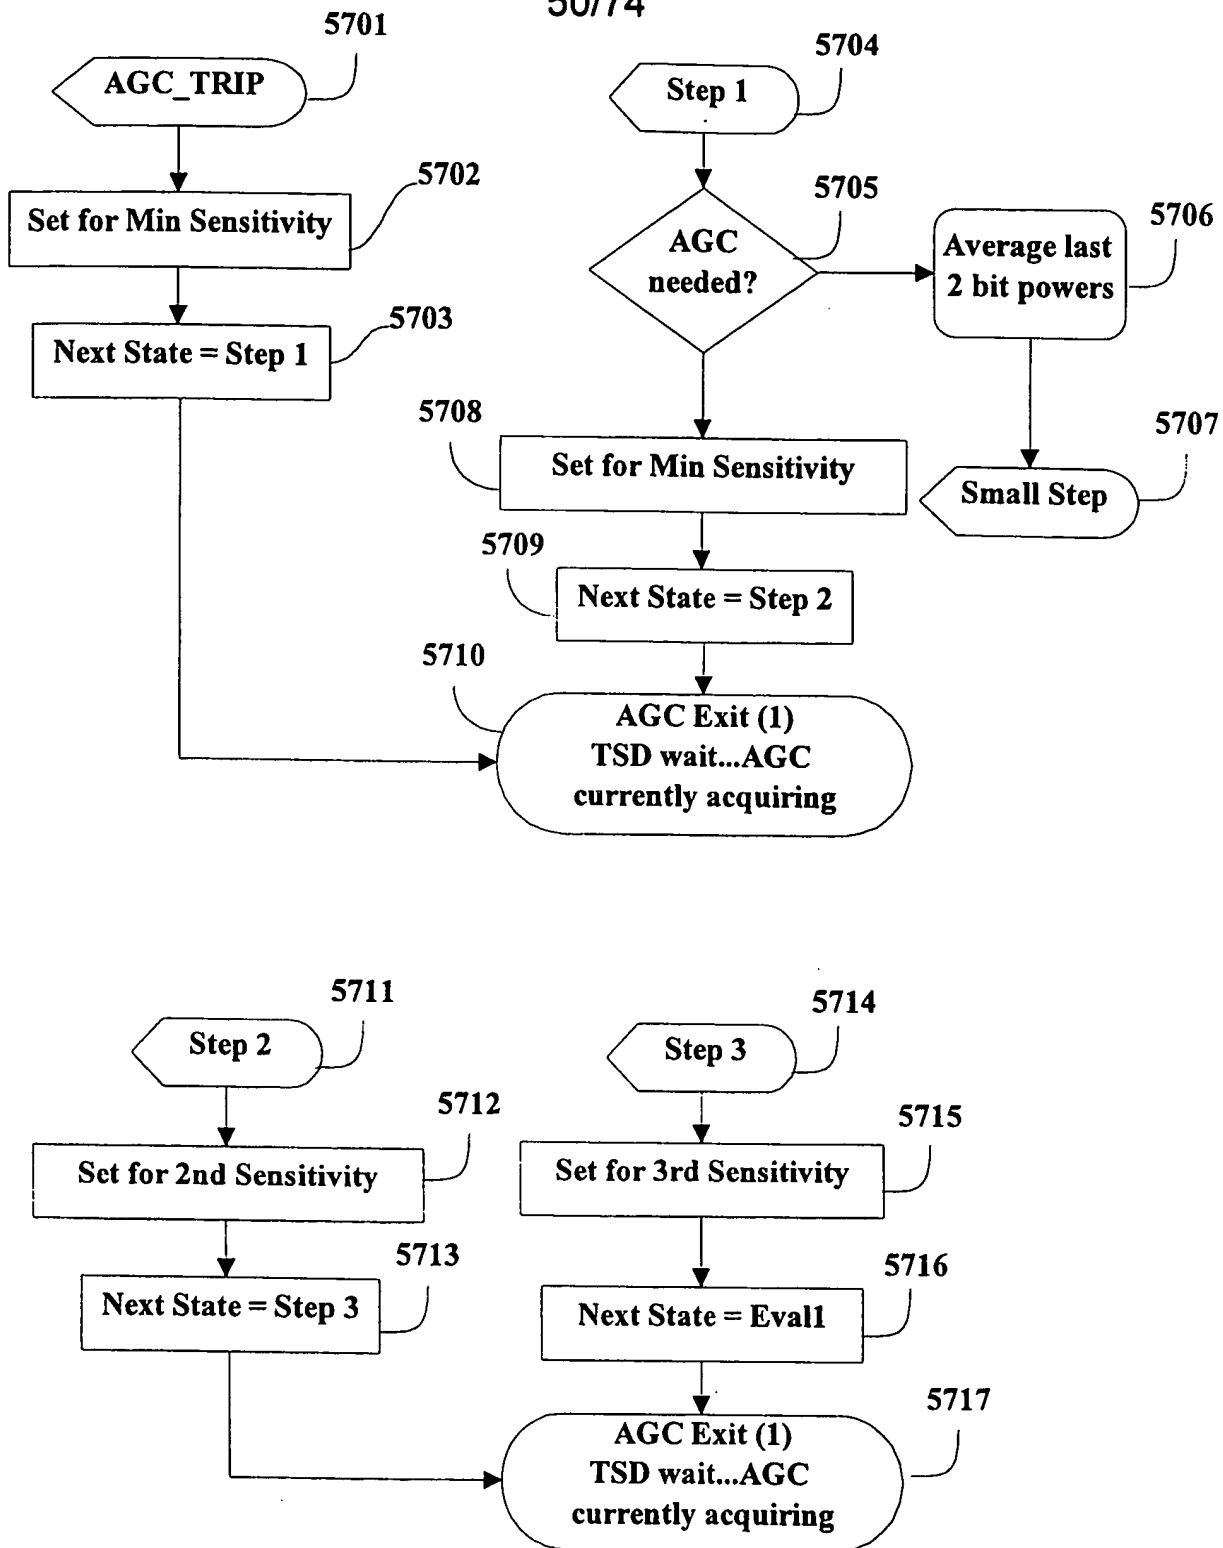 50/74
5701
AGC_TRIP
5702
Set for Min Sensitivity
5703
Next State = Step 1
5704
Step 1
5705
AGC
needed?
5706
Average last
2 bit powers
5707
Small Step
5708
Set for Min Sensitivity
5709
Next State = Step 2
5710
AGC Exit (1)
TSD wait...AGC
currently acquiring
5711
Step 2
5712
Set for 2nd Sensitivity
5713
Next State = Step 3
5714
Step 3
5715
Set for 3rd Sensitivity
5716
Next State = Eval1
5717
AGC Exit (1)
TSD wait...AGC
currently acquiring